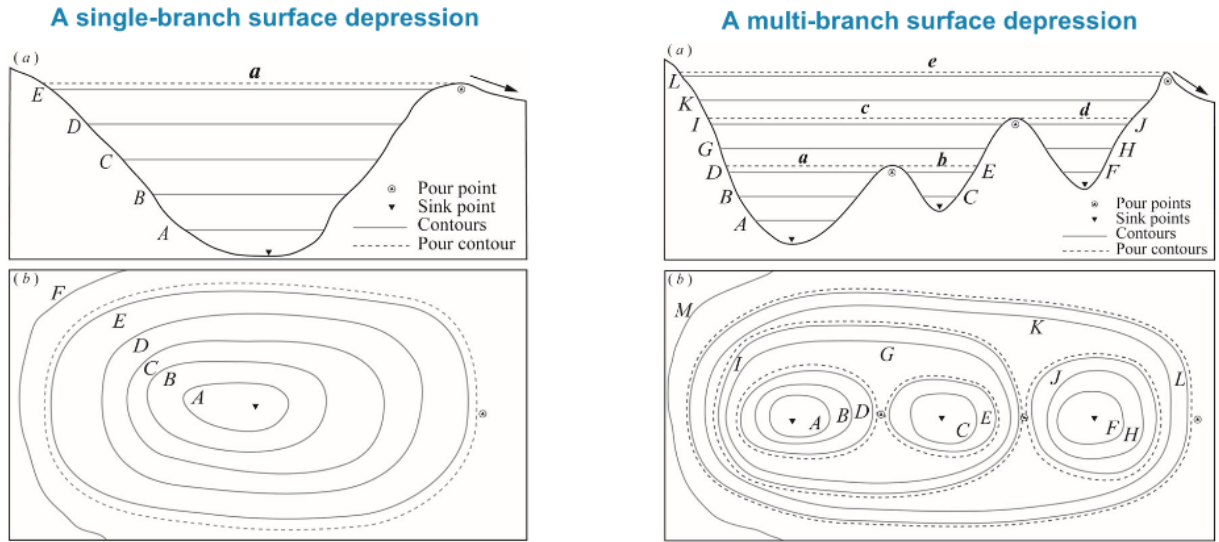 A single-branch surface depression
(a)
a
E
D
C
B
A
Pour point
Sink point
Contours
Pour contour
(b)
F
E
D
C
B
A
A multi-branch surface depression
(a)
e
L
K
c
d
I
J
G
H
a
b
D
E
F
B
C
A
Pour points
Sink points
Contours
Pour contours
(b)
M
K
G
I
J
L
A
B
D
C
E
F
H